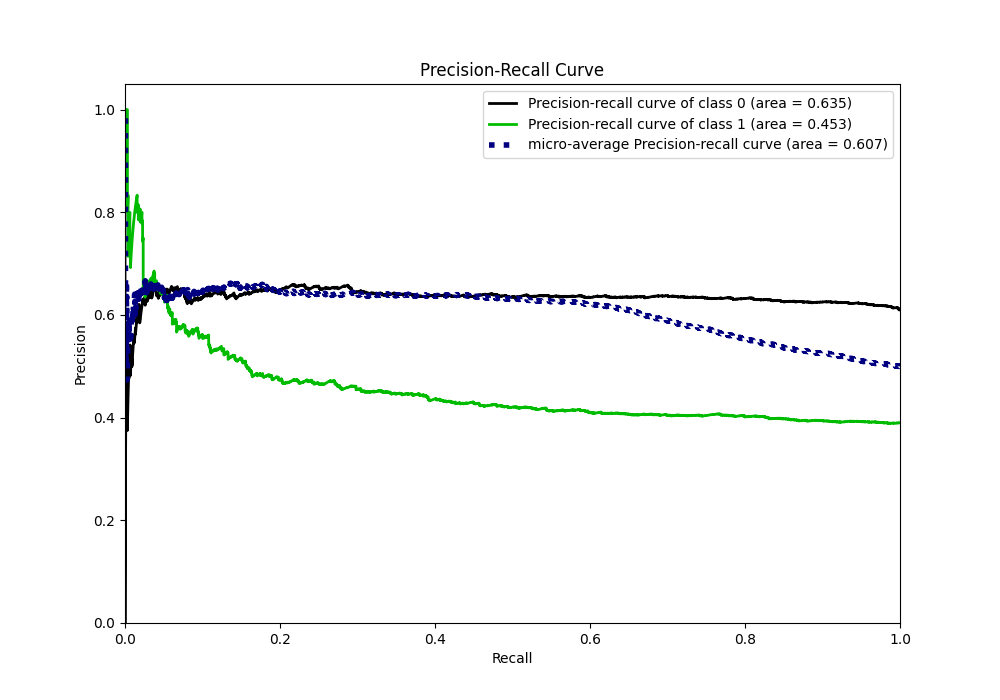 Precision-Recall Curve
Precision-recall curve of class 0 (area = 0.635)
Precision-recall curve of class 1 (area = 0.453)
micro-average Precision-recall curve (area = 0.607)
Precision
1.0
0.8
0.6
0.4
0.2
0.0
0.0 0.2 0.4 0.6 0.8 1.0
Recall